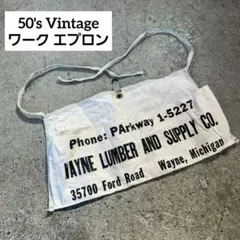 50's Vintage
ワーク エプロン
Phone: PArkway 1-5227
WAYNE LUMBER AND SUPPLY CO.
35700 Ford Road Wayne, Michigan